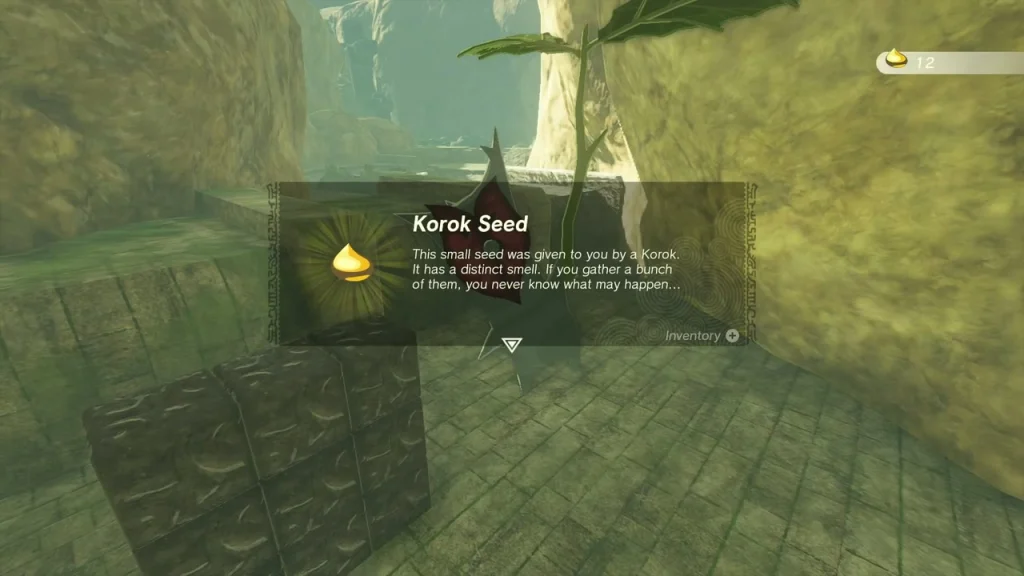 12
Korok Seed
This small seed was given to you by a Korok.
It has a distinct smell. If you gather a bunch
of them, you never know what may happen...
Inventory